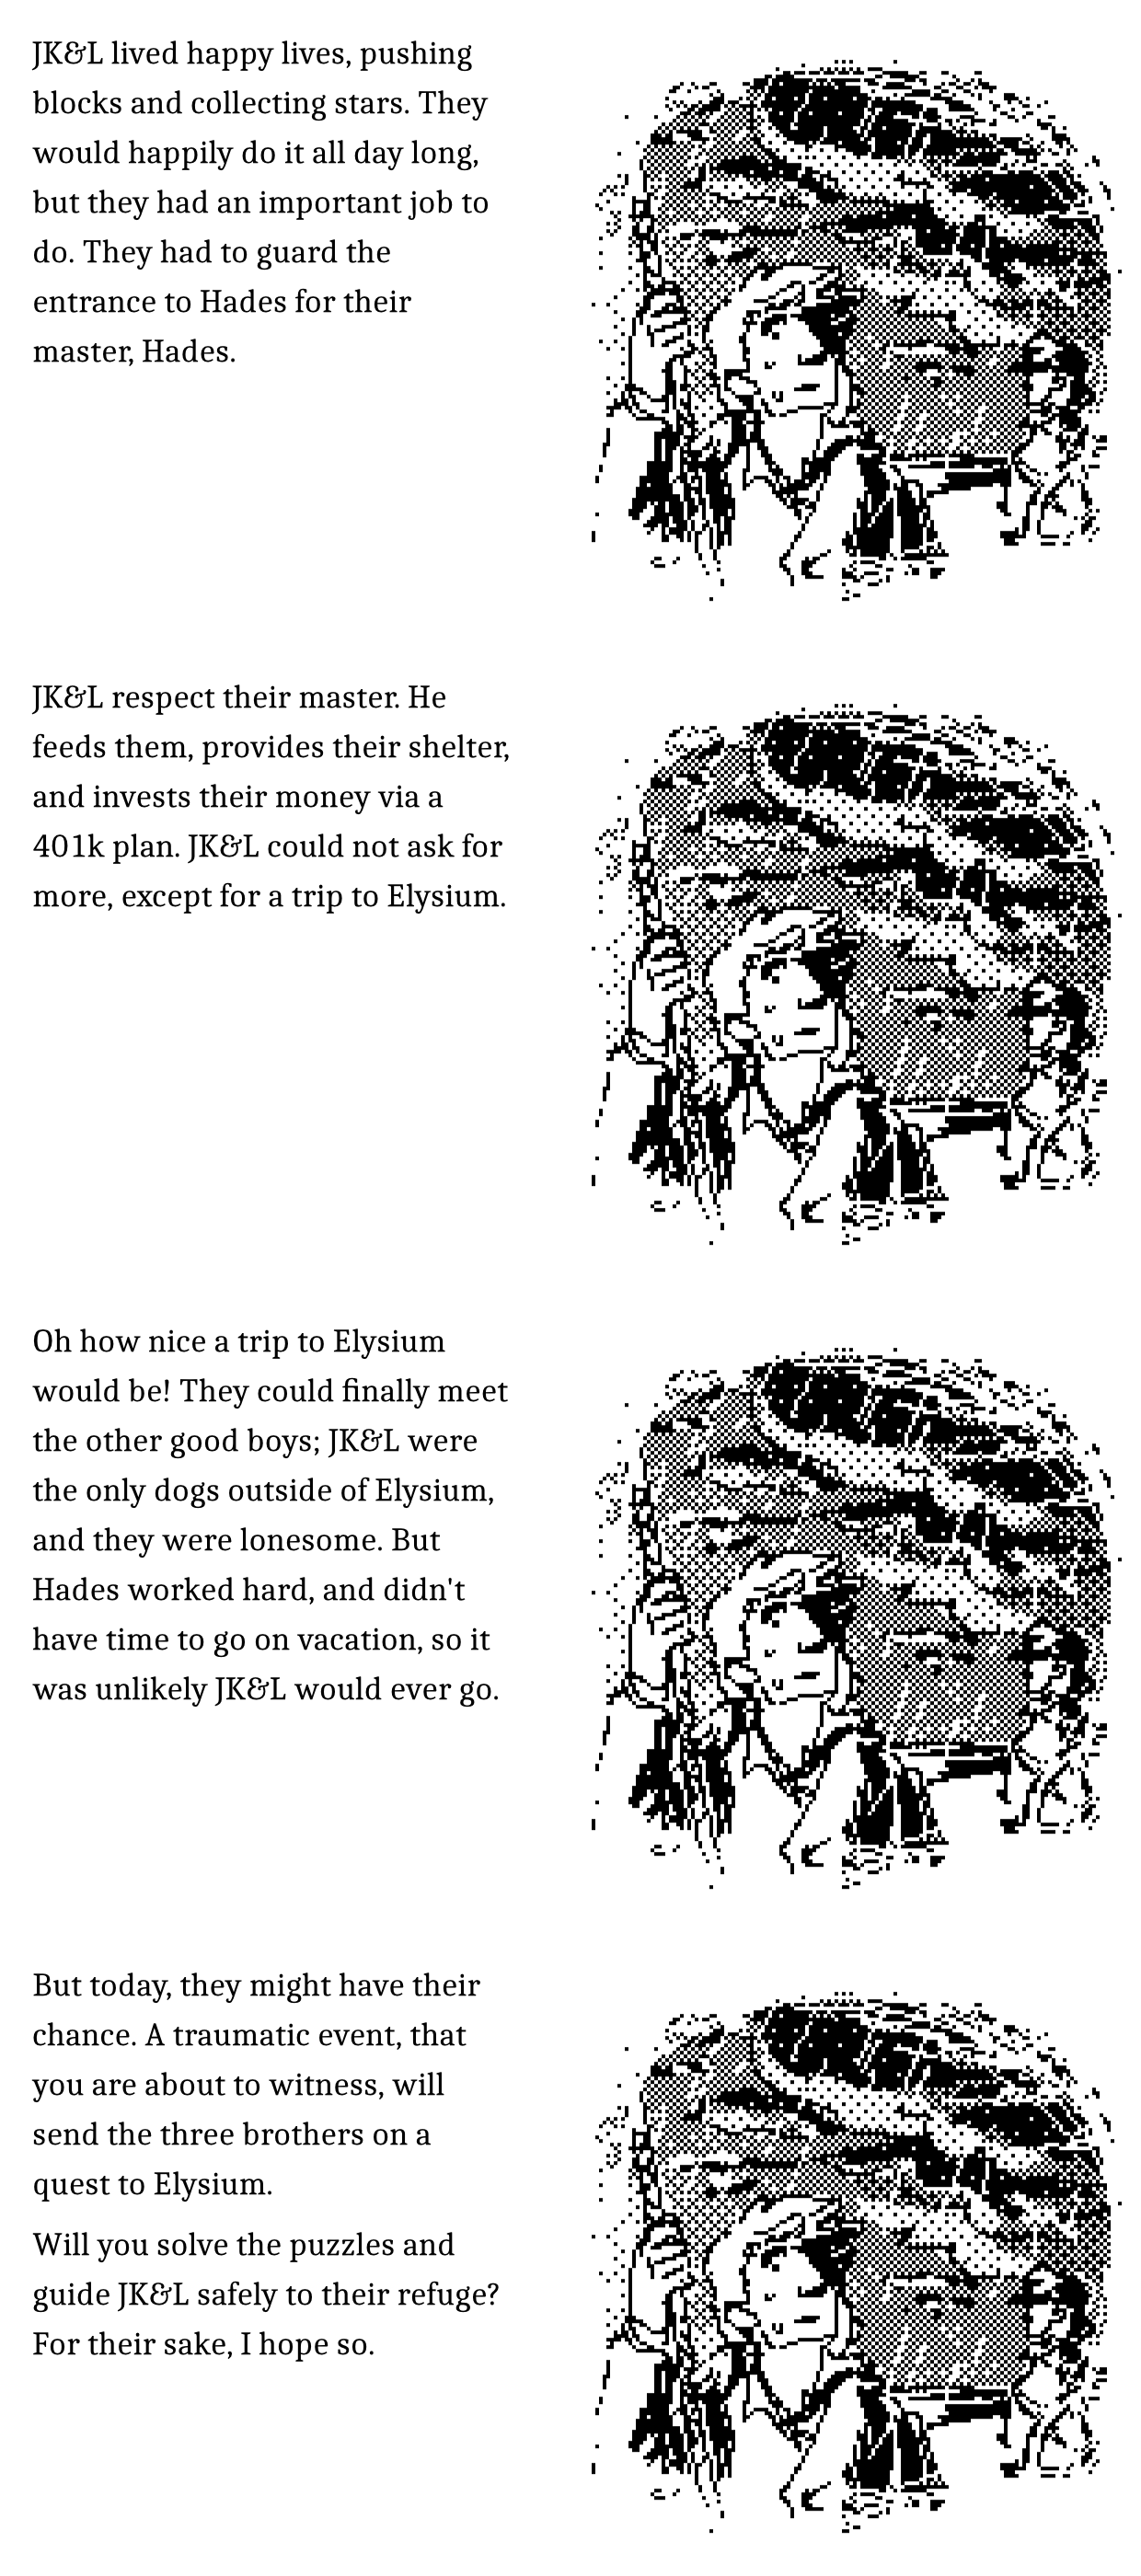 JK&L lived happy lives, pushing
blocks and collecting stars. They
would happily do it all day long,
but they had an important job to
do. They had to guard the
entrance to Hades for their
master, Hades.
JK&L respect their master. He
feeds them, provides their shelter,
and invests their money via a
401k plan. JK&L could not ask for
more, except for a trip to Elysium.
Oh how nice a trip to Elysium
would be! They could finally meet
the other good boys; JK&L were
the only dogs outside of Elysium,
and they were lonesome. But
Hades worked hard, and didn't
have time to go on vacation, so it
was unlikely JK&L would ever go.
But today, they might have their
chance. A traumatic event, that
you are about to witness, will
send the three brothers on a
quest to Elysium.
Will you solve the puzzles and
guide JK&L safely to their refuge?
For their sake, I hope so.